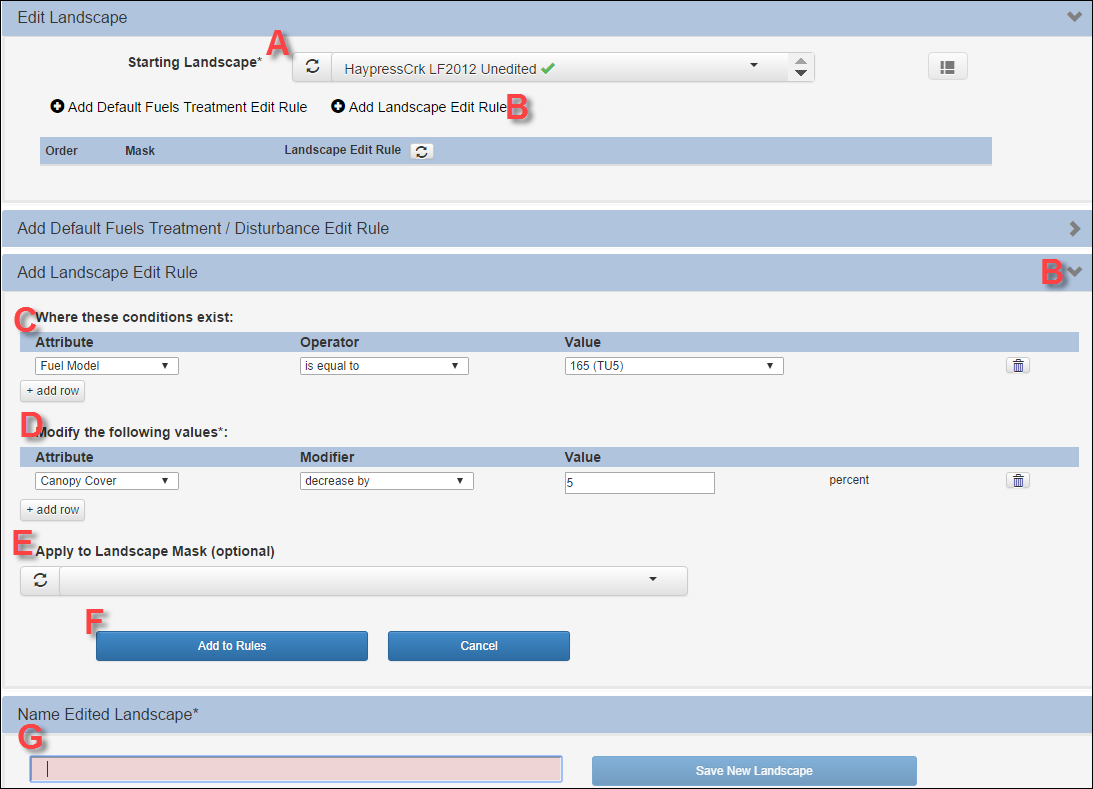 Edit Landscape
A
Starting Landscape* HaypressCrk LF2012 Unedited
Add Default Fuels Treatment Edit Rule Add Landscape Edit Rule B
Order Mask Landscape Edit Rule
Add Default Fuels Treatment / Disturbance Edit Rule
Add Landscape Edit Rule B
C Where these conditions exist:
Attribute Operator Value
Fuel Model is equal to 165 (TU5)
+ add row
D Modify the following values*:
Attribute Modifier Value
Canopy Cover decrease by 5 percent
+ add row
E Apply to Landscape Mask (optional)
F
Add to Rules Cancel
Name Edited Landscape*
G
Save New Landscape